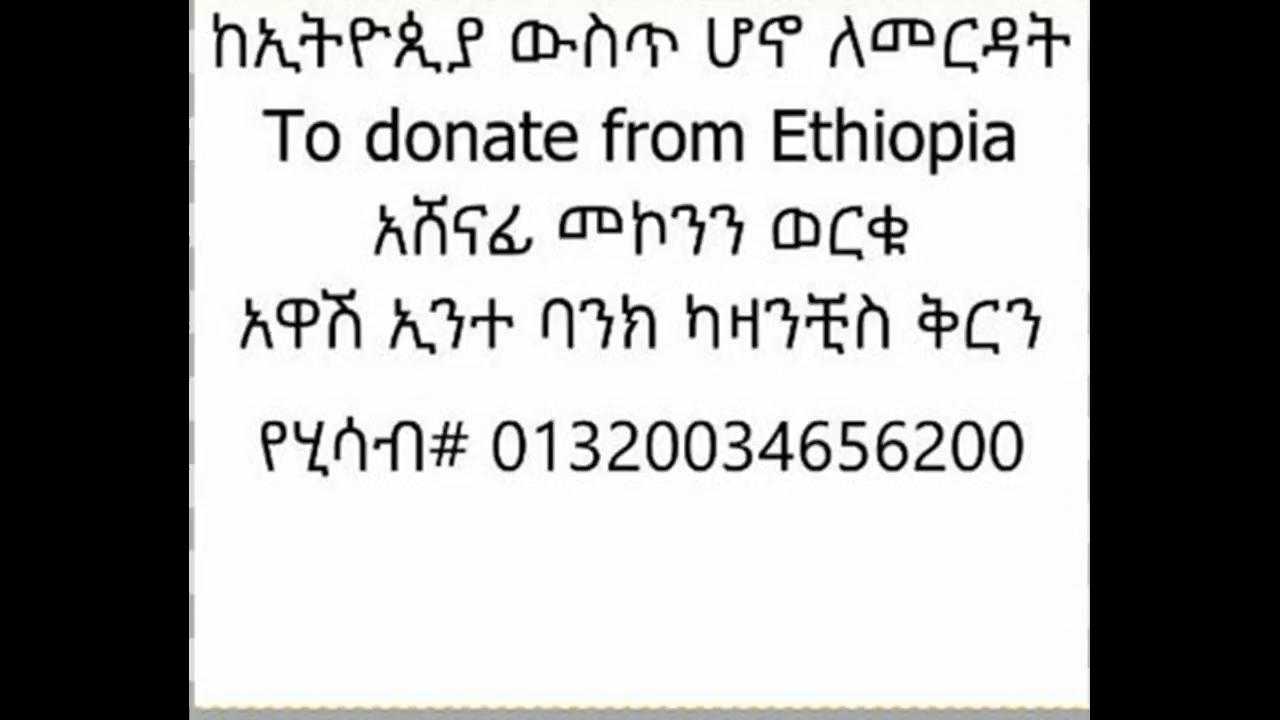 ከኢትዮጲያ ውስጥ ሆኖ ለመርዳት
To donate from Ethiopia
አሸናፊ መኮንን ወርቁ
አዋሽ ኢንተ ባንክ ካዛንቺስ ቅርን
የሂሳብ# 01320034656200